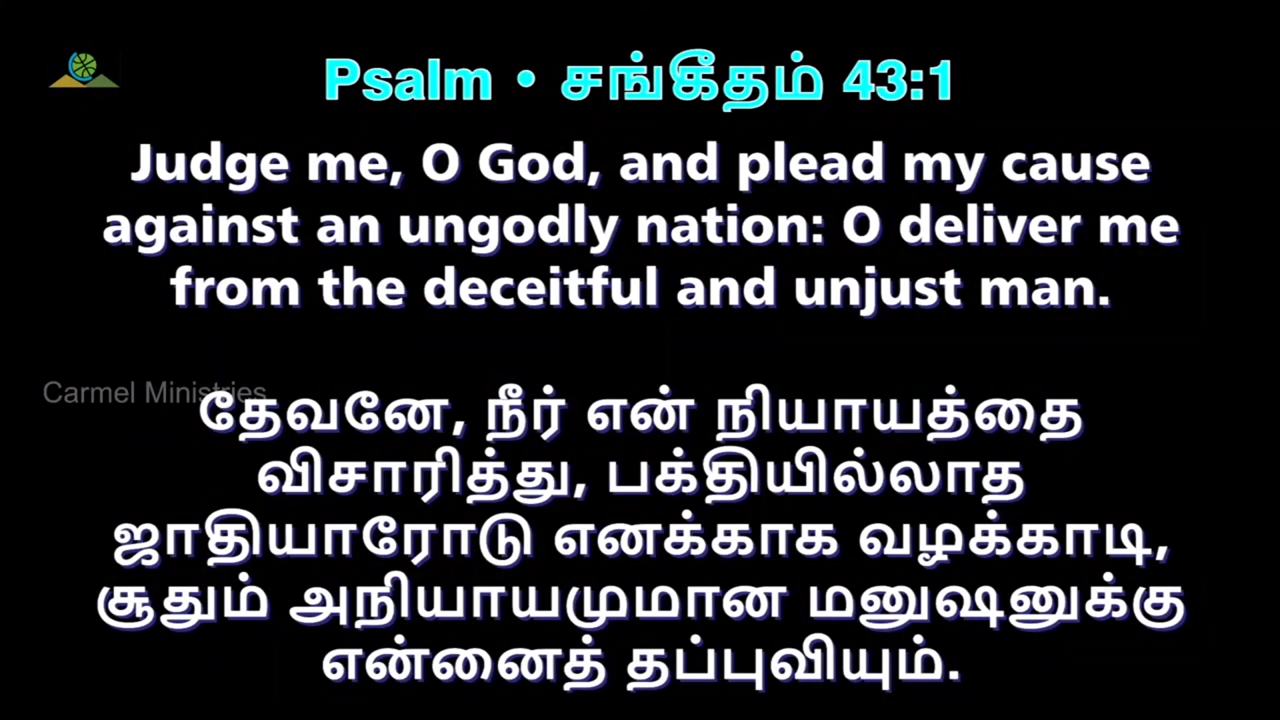 Psalm • சங்கீதம் 43:1
Judge me, O God, and plead my cause
against an ungodly nation: O deliver me
from the deceitful and unjust man.
Carmel Ministries
தேவனே, நீர் என் நியாயத்தை
விசாரித்து, பக்தியில்லாத
ஜாதியாரோடு எனக்காக வழக்காடி,
சூதும் அநியாயமுமான மனுஷனுக்கு
என்னைத் தப்புவியும்.